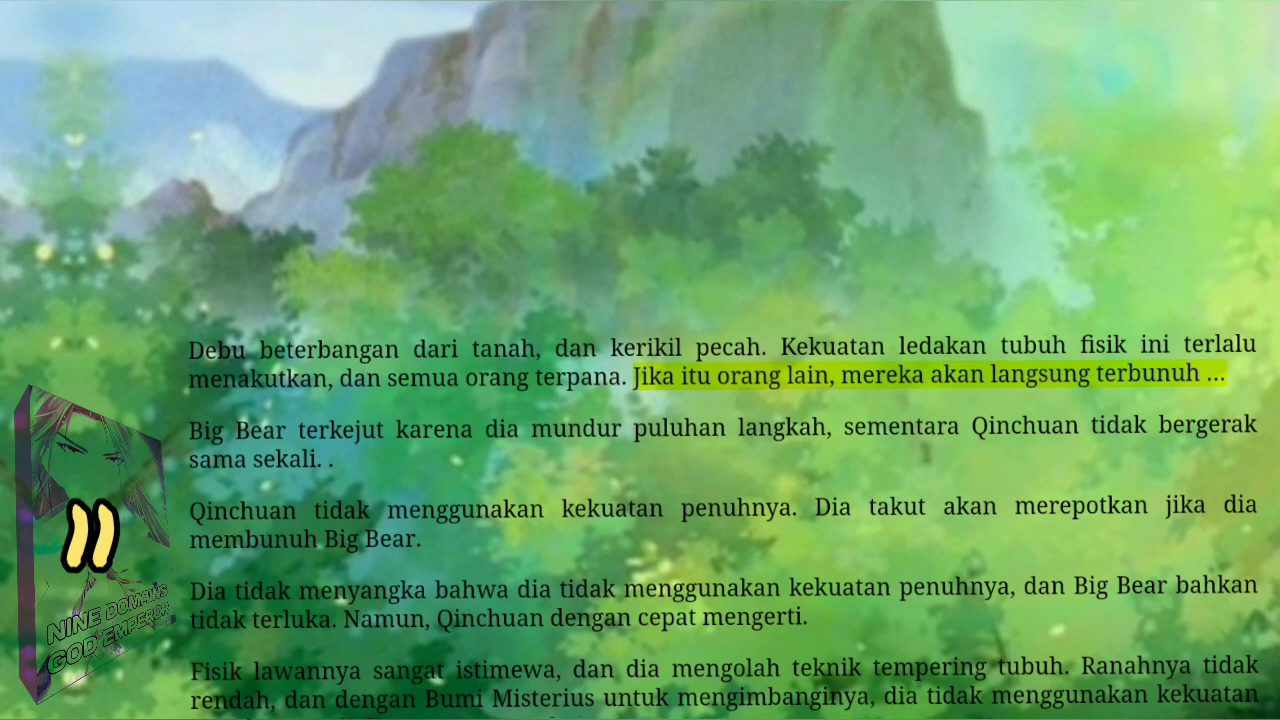 Debu beterbangan dari tanah, dan kerikil pecah. Kekuatan ledakan tubuh fisik ini terlalu
menakutkan, dan semua orang terpana. Jika itu orang lain, mereka akan langsung terbunuh ...
Big Bear terkejut karena dia mundur puluhan langkah, sementara Qinchuan tidak bergerak
sama sekali. .
Qinchuan tidak menggunakan kekuatan penuhnya. Dia takut akan merepotkan jika dia
membunuh Big Bear.
Dia tidak menyangka bahwa dia tidak menggunakan kekuatan penuhnya, dan Big Bear bahkan
tidak terluka. Namun, Qinchuan dengan cepat mengerti.
Fisik lawannya sangat istimewa, dan dia mengolah teknik tempering tubuh. Ranahnya tidak
rendah, dan dengan Bumi Misterius untuk mengimbanginya, dia tidak menggunakan kekuatan
NINE DOMAINS
GOD EMPEROR